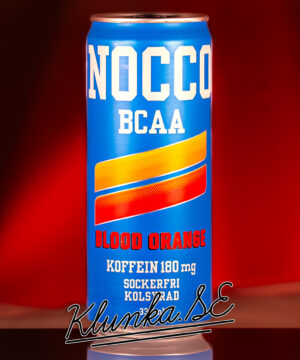 NOCCO
BCAA
BLOOD ORANGE
KOFFEIN 180 mg
SOCKERFRI
KOLSYRAD
Klunka.SE